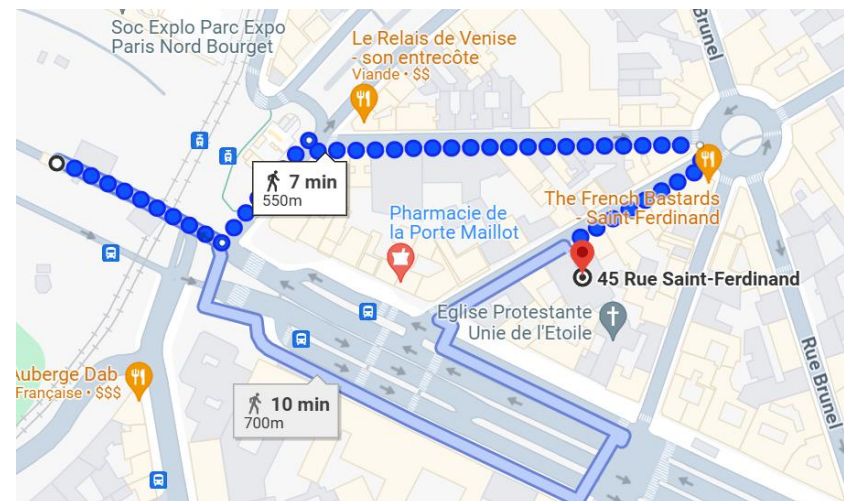 Soc Explo Parc Expo
Paris Nord Bourget
Le Relais de Venise
- son entrecôte
Viande • $$
Brunel
7 min
550m
The French Bastards
- Saint-Ferdinand
Pharmacie de
la Porte Maillot
45 Rue Saint-Ferdinand
Eglise Protestante
Unie de l'Etoile
Rue Brunel
Auberge Dab
Française • $$$
10 min
700m